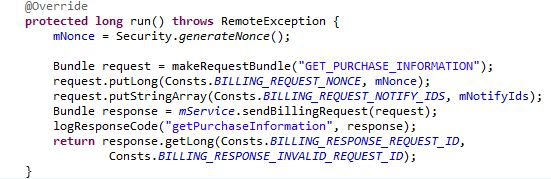 @Override
protected long run() throws RemoteException {
mNonce = Security.generateNonce();
Bundle request = makeRequestBundle("GET_PURCHASE_INFORMATION");
request.putLong(Consts.BILLING_REQUEST_NONCE, mNonce);
request.putStringArray(Consts.BILLING_REQUEST_NOTIFY_IDS, mNotifyIds);
Bundle response = mService.sendBillingRequest(request);
logResponseCode("getPurchaseInformation", response);
return response.getLong(Consts.BILLING_RESPONSE_REQUEST_ID,
Consts.BILLING_RESPONSE_INVALID_REQUEST_ID);
}